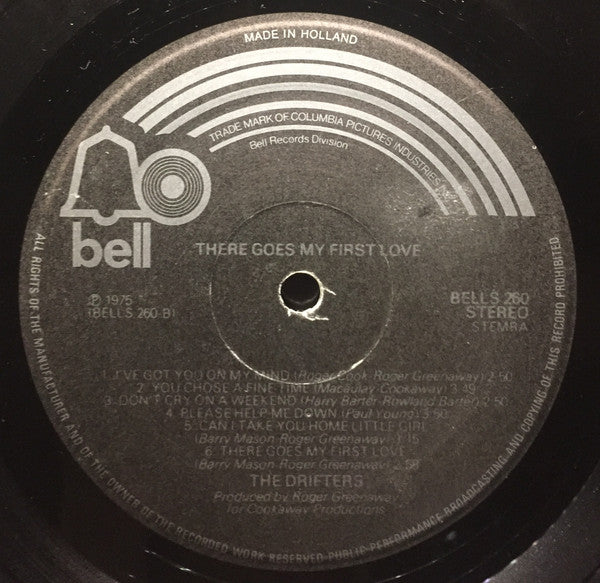 MADE IN HOLLAND
TRADE MARK OF COLUMBIA PICTURES INDUSTRIES INC.
Bell Records Division
bell
THERE GOES MY FIRST LOVE
℗ 1975
(BELLS 260-B)
BELLS 260
STEREO
STEMRA
1. I'VE GOT YOU ON MY MIND (Roger Cook-Roger Greenaway) 2.50
2. YOU CHOSE A FINE TIME (Macaulay-Cookaway)
3. DON'T CRY ON A WEEKEND (Harry Barter-Rowland Barter)
4. PLEASE HELP ME DOWN (Paul Young) 3.50
5. CAN I TAKE YOU HOME LITTLE GIRL
(Barry Mason-Roger Greenaway)
6. THERE GOES MY FIRST LOVE
(Barry Mason-Roger Greenaway)
THE DRIFTERS
Produced by Roger Greenaway
for Cookaway Productions
ALL RIGHTS OF THE MANUFACTURER AND OF THE OWNER OF THE RECORDED WORK RESERVED-PUBLIC PERFORMANCE-BROADCASTING AND COPYING OF THIS RECORD PROHIBITED